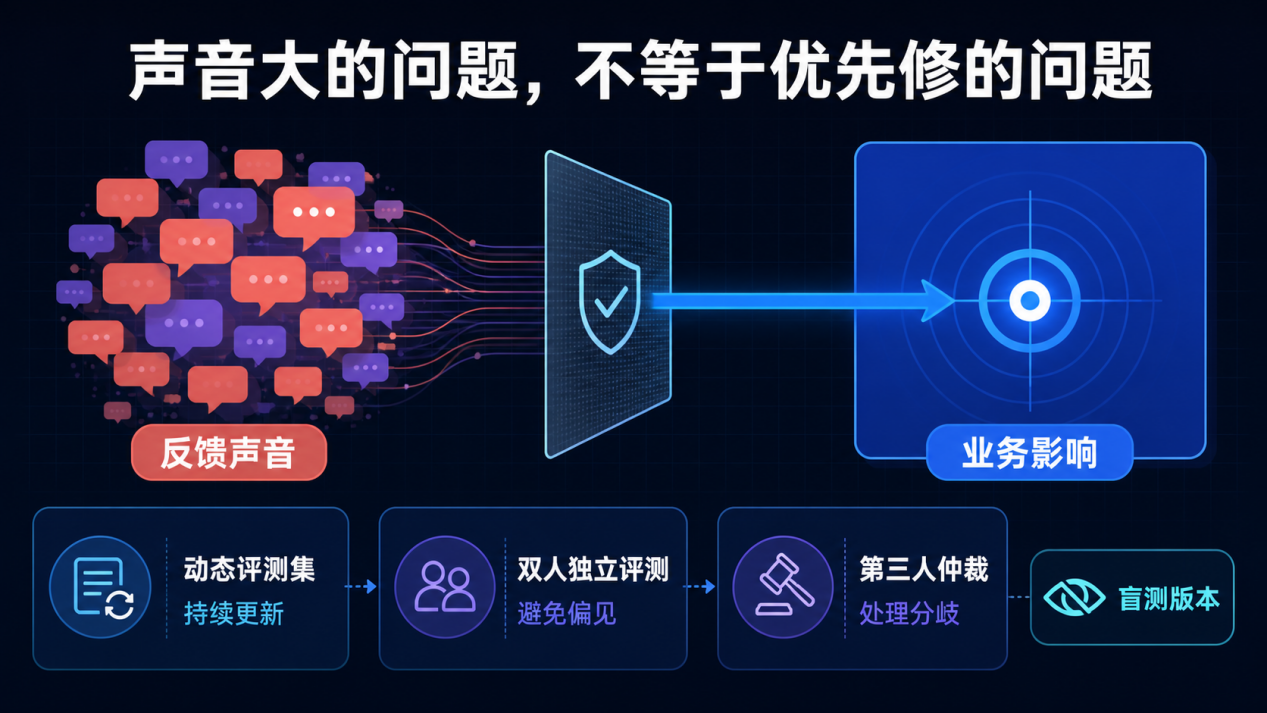 声音大的问题，不等于优先修的问题
反馈声音
业务影响
动态评测集
持续更新
双人独立评测
避免偏见
第三人仲裁
处理分歧
盲测版本